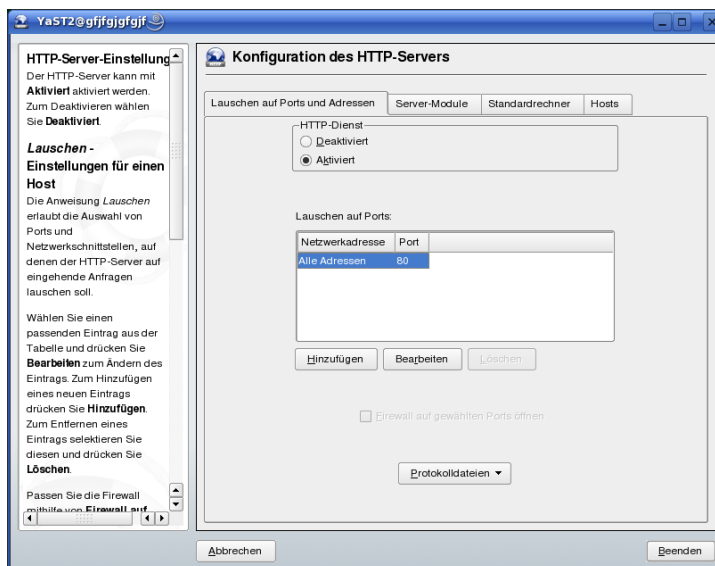 YaST2@gfjfgjgfgjf
HTTP-Server-Einstellung
Der HTTP-Server kann mit
Aktiviert aktiviert werden.
Zum Deaktivieren wählen
Sie Deaktiviert.
Lauschen -
Einstellungen für einen
Host
Die Anweisung Lauschen
erlaubt die Auswahl von
Ports und
Netzwerkschnittstellen, auf
denen der HTTP-Server auf
eingehende Anfragen
lauschen soll.
Wählen Sie einen
passenden Eintrag aus der
Tabelle und drücken Sie
Bearbeiten zum Ändern des
Eintrags. Zum Hinzufügen
eines neuen Eintrags
drücken Sie Hinzufügen.
Zum Entfernen eines
Eintrags selektieren Sie
diesen und drücken Sie
Löschen.
Passen Sie die Firewall
mithilfe von Firewall auf
Konfiguration des HTTP-Servers
Lauschen auf Ports und Adressen Server-Module Standardrechner Hosts
HTTP-Dienst
Deaktiviert
Aktiviert
Lauschen auf Ports:
Netzwerkadresse Port
Alle Adressen 80
Hinzufügen Bearbeiten Löschen
Firewall auf gewählten Ports öffnen
Protokolldateien
Abbrechen Beenden